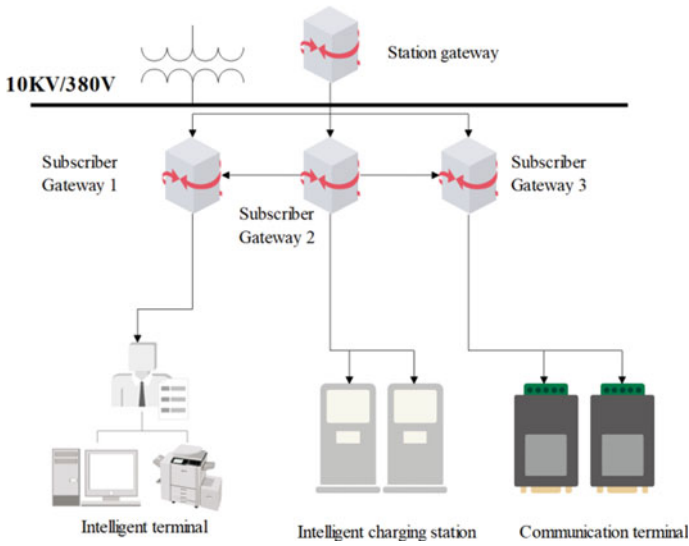 Station gateway
10KV/380V
Subscriber
Gateway 1
Subscriber
Gateway 2
Subscriber
Gateway 3
Intelligent terminal
Intelligent charging station
Communication terminal